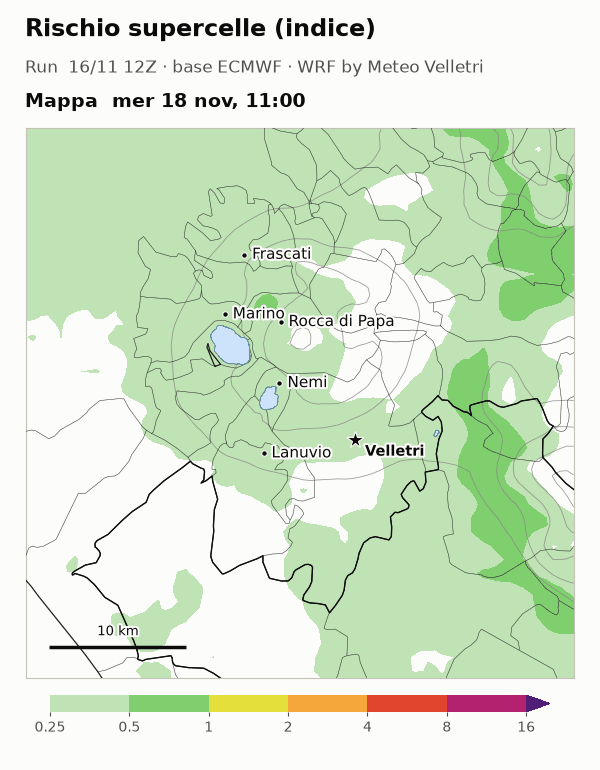 Rischio supercelle (indice)
Run  16/11 12Z · base ECMWF · WRF by Meteo Velletri
Mappa  mer 18 nov, 11:00
Frascati
Marino
Rocca di Papa
Nemi
Velletri
Lanuvio
10 km
0.25 0.5 1 2 4 8 16